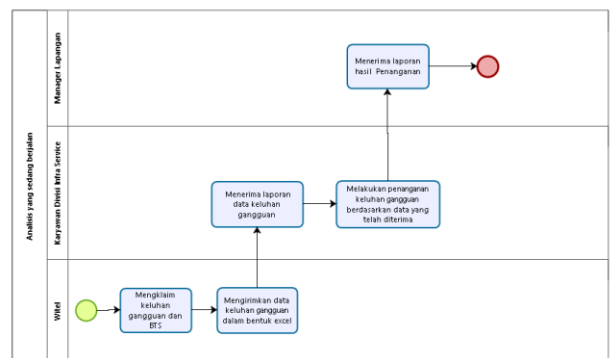 Analisis yang sedang berjalan
Manager Lapangan
Menerima laporan
hasil Penanganan
Karyawan Divisi Infra Service
Menerima laporan
data keluhan
gangguan
Melakukan penanganan
keluhan gangguan
berdasarkan data yang
telah diterima
Witel
Mengklaim
keluhan
gangguan dan
BTS
Mengirimkan data
keluhan gangguan
dalam bentuk excel